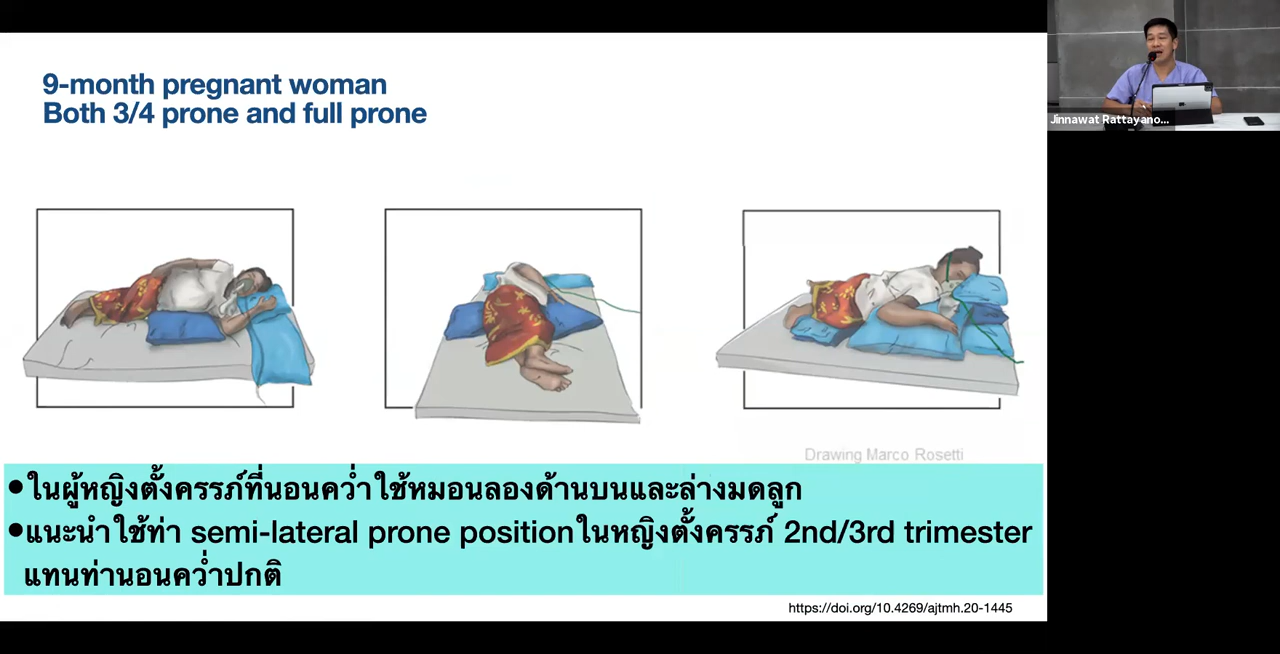 9-month pregnant woman
Both 3/4 prone and full prone
Jinnawat Rattayano...
Drawing Marco Rosetti
•ในผู้หญิงตั้งครรภ์ที่นอนคว่ำใช้หมอนลองด้านบนและล่างมดลูก
•แนะนำใช้ท่า semi-lateral prone positionในหญิงตั้งครรภ์ 2nd/3rd trimester
แทนท่านอนคว่ำปกติ
https://doi.org/10.4269/ajtmh.20-1445